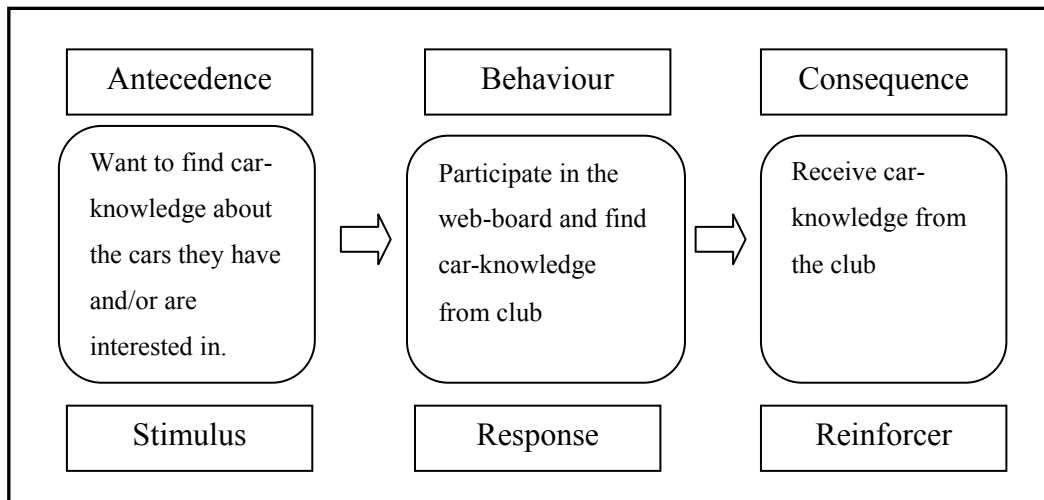 Antecedence
Behaviour
Consequence
Want to find car-
knowledge about
the cars they have
and/or are
interested in.
Participate in the
web-board and find
car-knowledge
from club
Receive car-
knowledge from
the club
Stimulus
Response
Reinforcer